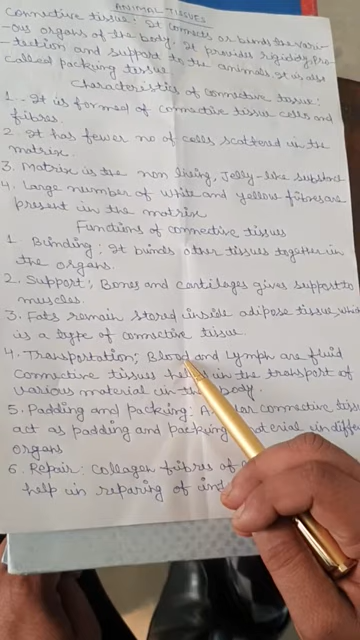 ANIMAL-TISSUES
Connective tissue: It connects or binds the vari-
-ous organs of the body. It provides rigidity, pro-
-tection and support to the animals. It is also
called packing tissue.
Characteristics of connective tissue:
1. It is formed of connective tissue cells and
fibres.
2. It has fewer no of cells scattered in the
matrix.
3. Matrix is the non living, Jelly-like substance
4. Large number of white and yellow fibres are
present in the matrix
Functions of connective tissues
1. Binding: It binds other tissues together in
the organs.
2. Support: Bones and cartilages gives support to
muscles.
3. Fats remain stored inside adipose tissue, which
is a type of connective tissue.
4. Transportation; Blood and Lymph are fluid
connective tissues in the transport of
various material in the body.
5. Padding and packing: connective tissue
act as padding and packing material in
organs
6. Repair: Collagen fibres of
help in reparing of